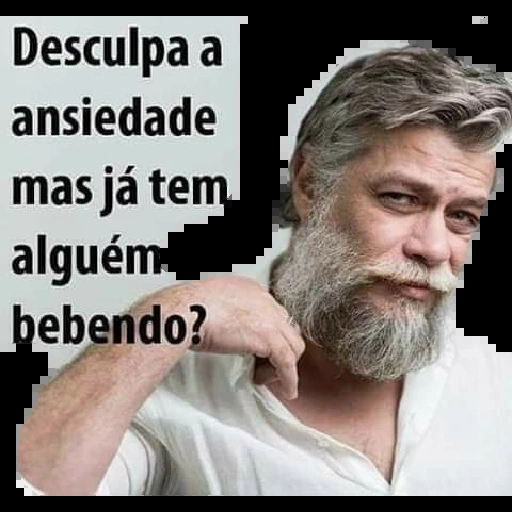 Desculpa a
ansiedade
mas já tem
alguém
bebendo?